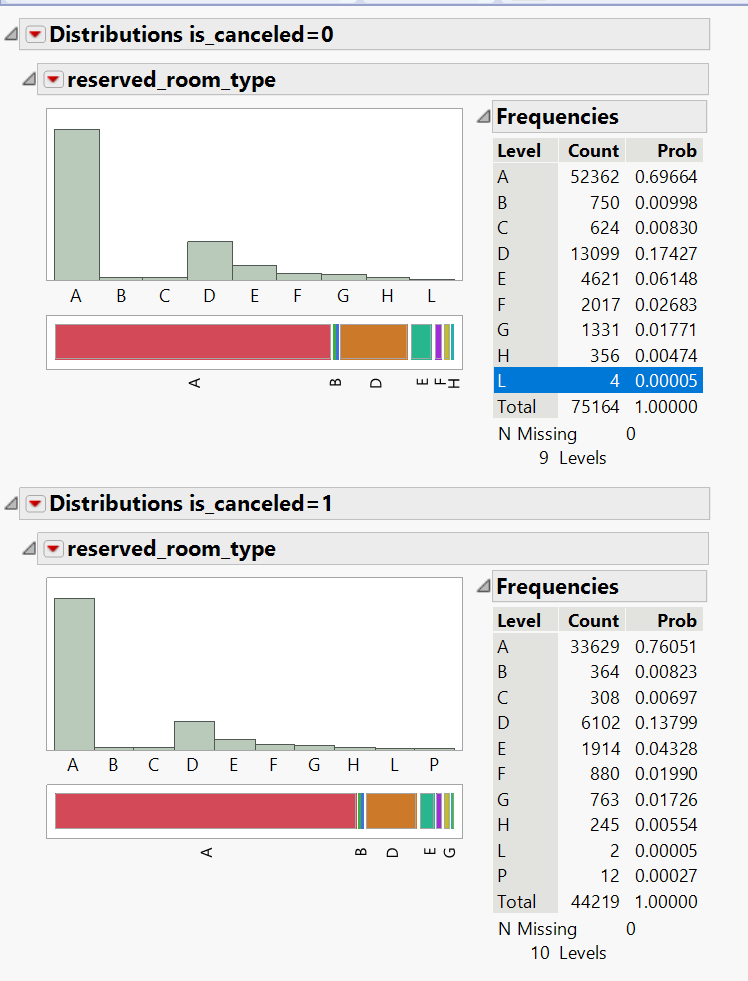 Distributions is_canceled=0
reserved_room_type
A B C D E F G H L
A B D E F H
Frequencies
Level Count Prob
A 52362 0.69664
B 750 0.00998
C 624 0.00830
D 13099 0.17427
E 4621 0.06148
F 2017 0.02683
G 1331 0.01771
H 356 0.00474
L 4 0.00005
Total 75164 1.00000
N Missing 0
9 Levels
Distributions is_canceled=1
reserved_room_type
A B C D E F G H L P
A B D E G
Frequencies
Level Count Prob
A 33629 0.76051
B 364 0.00823
C 308 0.00697
D 6102 0.13799
E 1914 0.04328
F 880 0.01990
G 763 0.01726
H 245 0.00554
L 2 0.00005
P 12 0.00027
Total 44219 1.00000
N Missing 0
10 Levels